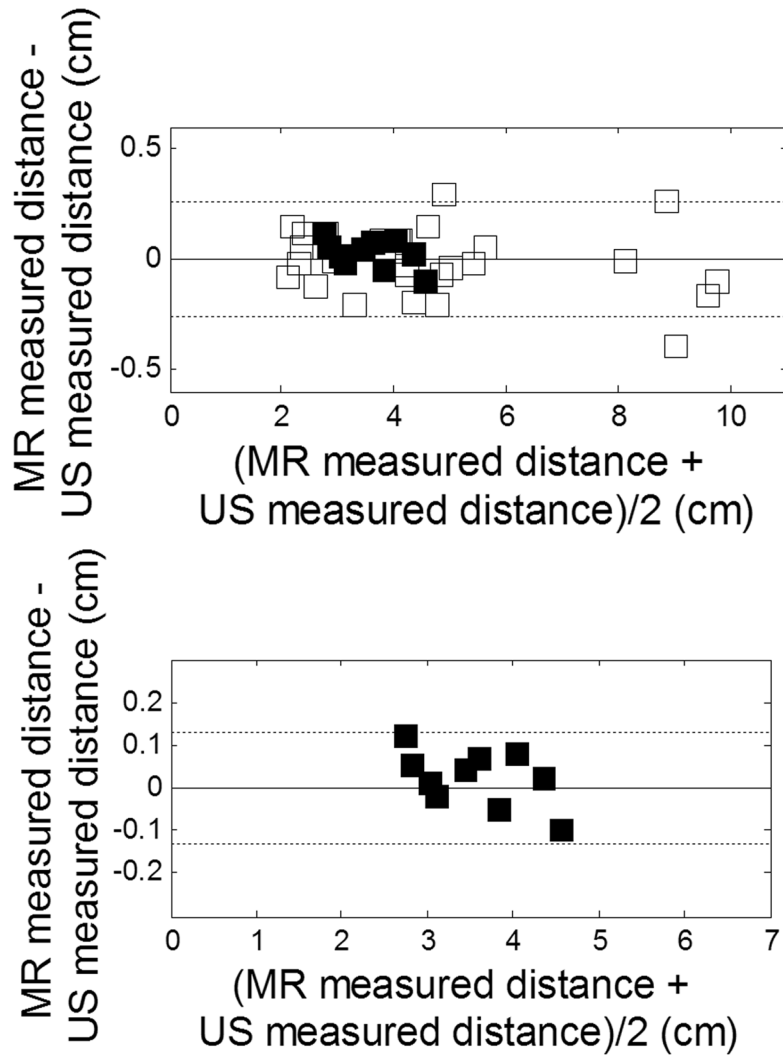 MR measured distance -
US measured distance (cm)
0.5
0
-0.5
0 2 4 6 8 10
(MR measured distance +
US measured distance)/2 (cm)
MR measured distance -
US measured distance (cm)
0.2
0.1
0
-0.1
-0.2
0 1 2 3 4 5 6 7
(MR measured distance +
US measured distance)/2 (cm)